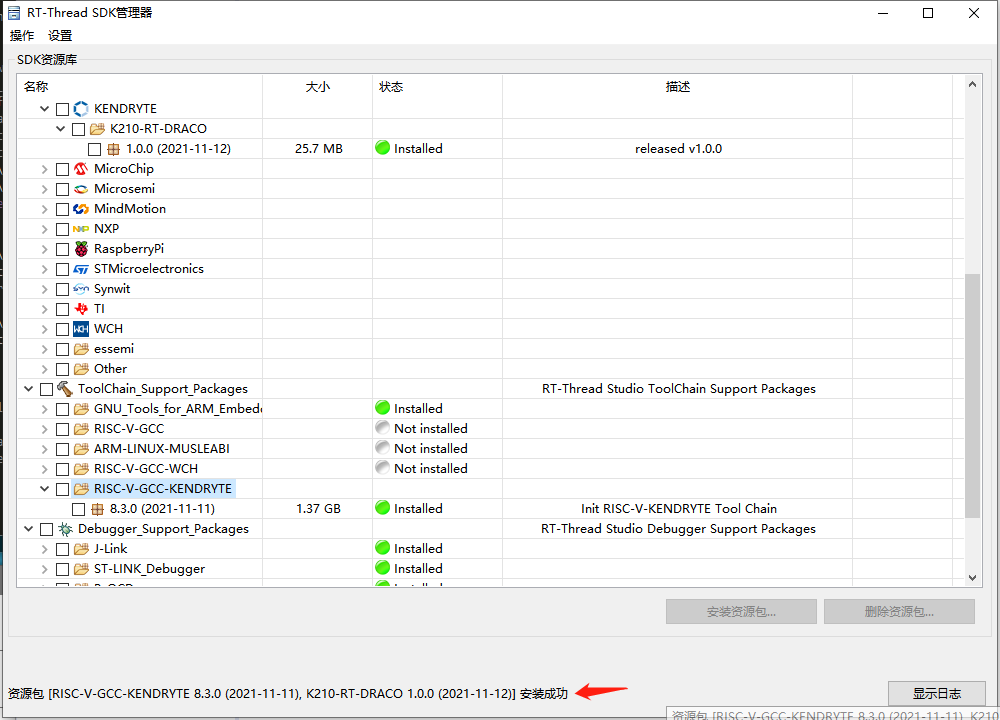 RT-Thread SDK管理器
操作 设置
SDK资源库
名称 大小 状态 描述
KENDRYTE
K210-RT-DRACO
1.0.0 (2021-11-12) 25.7 MB Installed released v1.0.0
MicroChip
Microsemi
MindMotion
NXP
RaspberryPi
STMicroelectronics
Synwit
TI
WCH
essemi
Other
ToolChain_Support_Packages RT-Thread Studio ToolChain Support Packages
GNU_Tools_for_ARM_Embede Installed
RISC-V-GCC Not installed
ARM-LINUX-MUSLEABI Not installed
RISC-V-GCC-WCH Not installed
RISC-V-GCC-KENDRYTE
8.3.0 (2021-11-11) 1.37 GB Installed Init RISC-V-KENDRYTE Tool Chain
Debugger_Support_Packages RT-Thread Studio Debugger Support Packages
J-Link Installed
ST-LINK_Debugger Installed
安装资源包... 删除资源包...
资源包 [RISC-V-GCC-KENDRYTE 8.3.0 (2021-11-11), K210-RT-DRACO 1.0.0 (2021-11-12)] 安装成功
显示日志
资源包 [RISC-V-GCC-KENDRYTE 8.3.0 (2021-11-11), K210